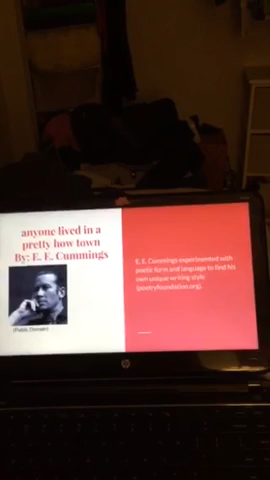 anyone lived in a
pretty how town
By: E. E. Cummings
(Public Domain)
E. E. Cummings experimented with
poetic form and language to find his
own unique writing style
(poetryfoundation.org).
hp